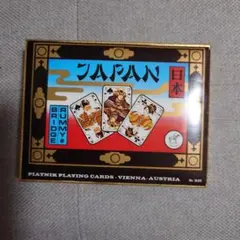 JAPAN
日本
BRIDGE
RUMMY
PIATNIK PLAYING CARDS · VIENNA · AUSTRIA